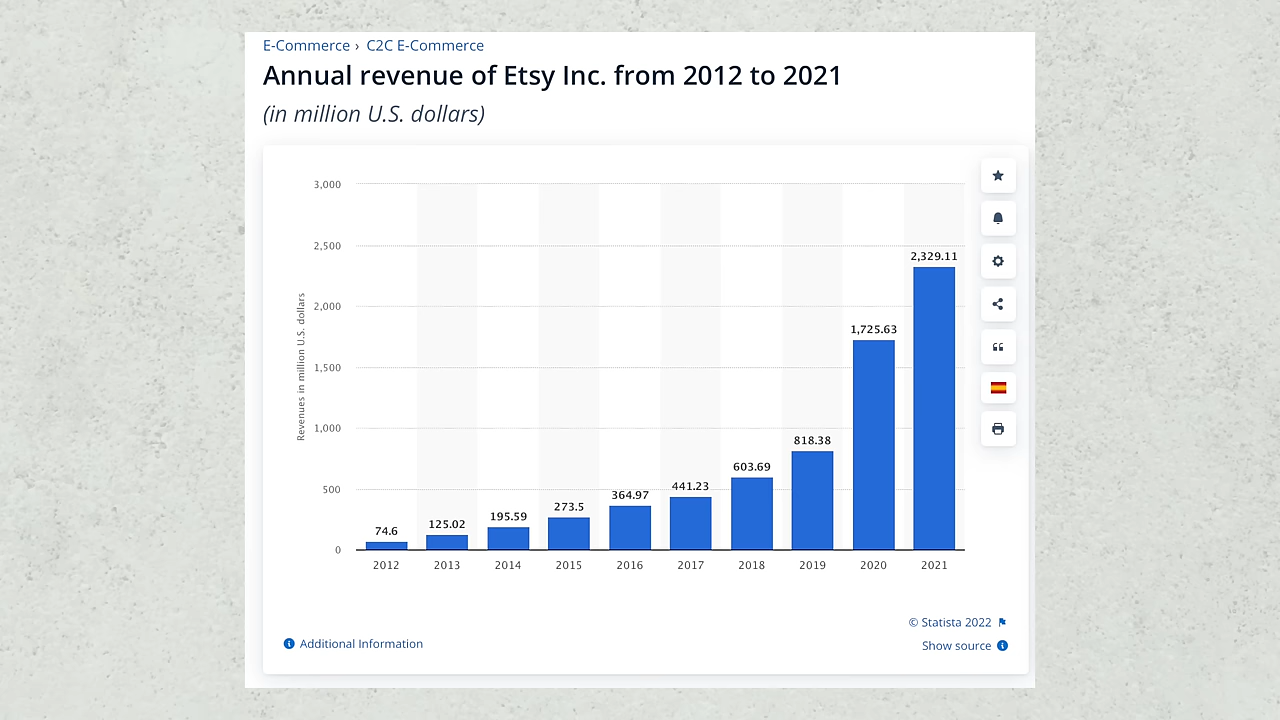 E-Commerce › C2C E-Commerce
Annual revenue of Etsy Inc. from 2012 to 2021
(in million U.S. dollars)
Revenues in million U.S. dollars
3,000
2,500
2,000
1,500
1,000
500
0
74.6
125.02
195.59
273.5
364.97
441.23
603.69
818.38
1,725.63
2,329.11
2012 2013 2014 2015 2016 2017 2018 2019 2020 2021
© Statista 2022
Additional Information
Show source